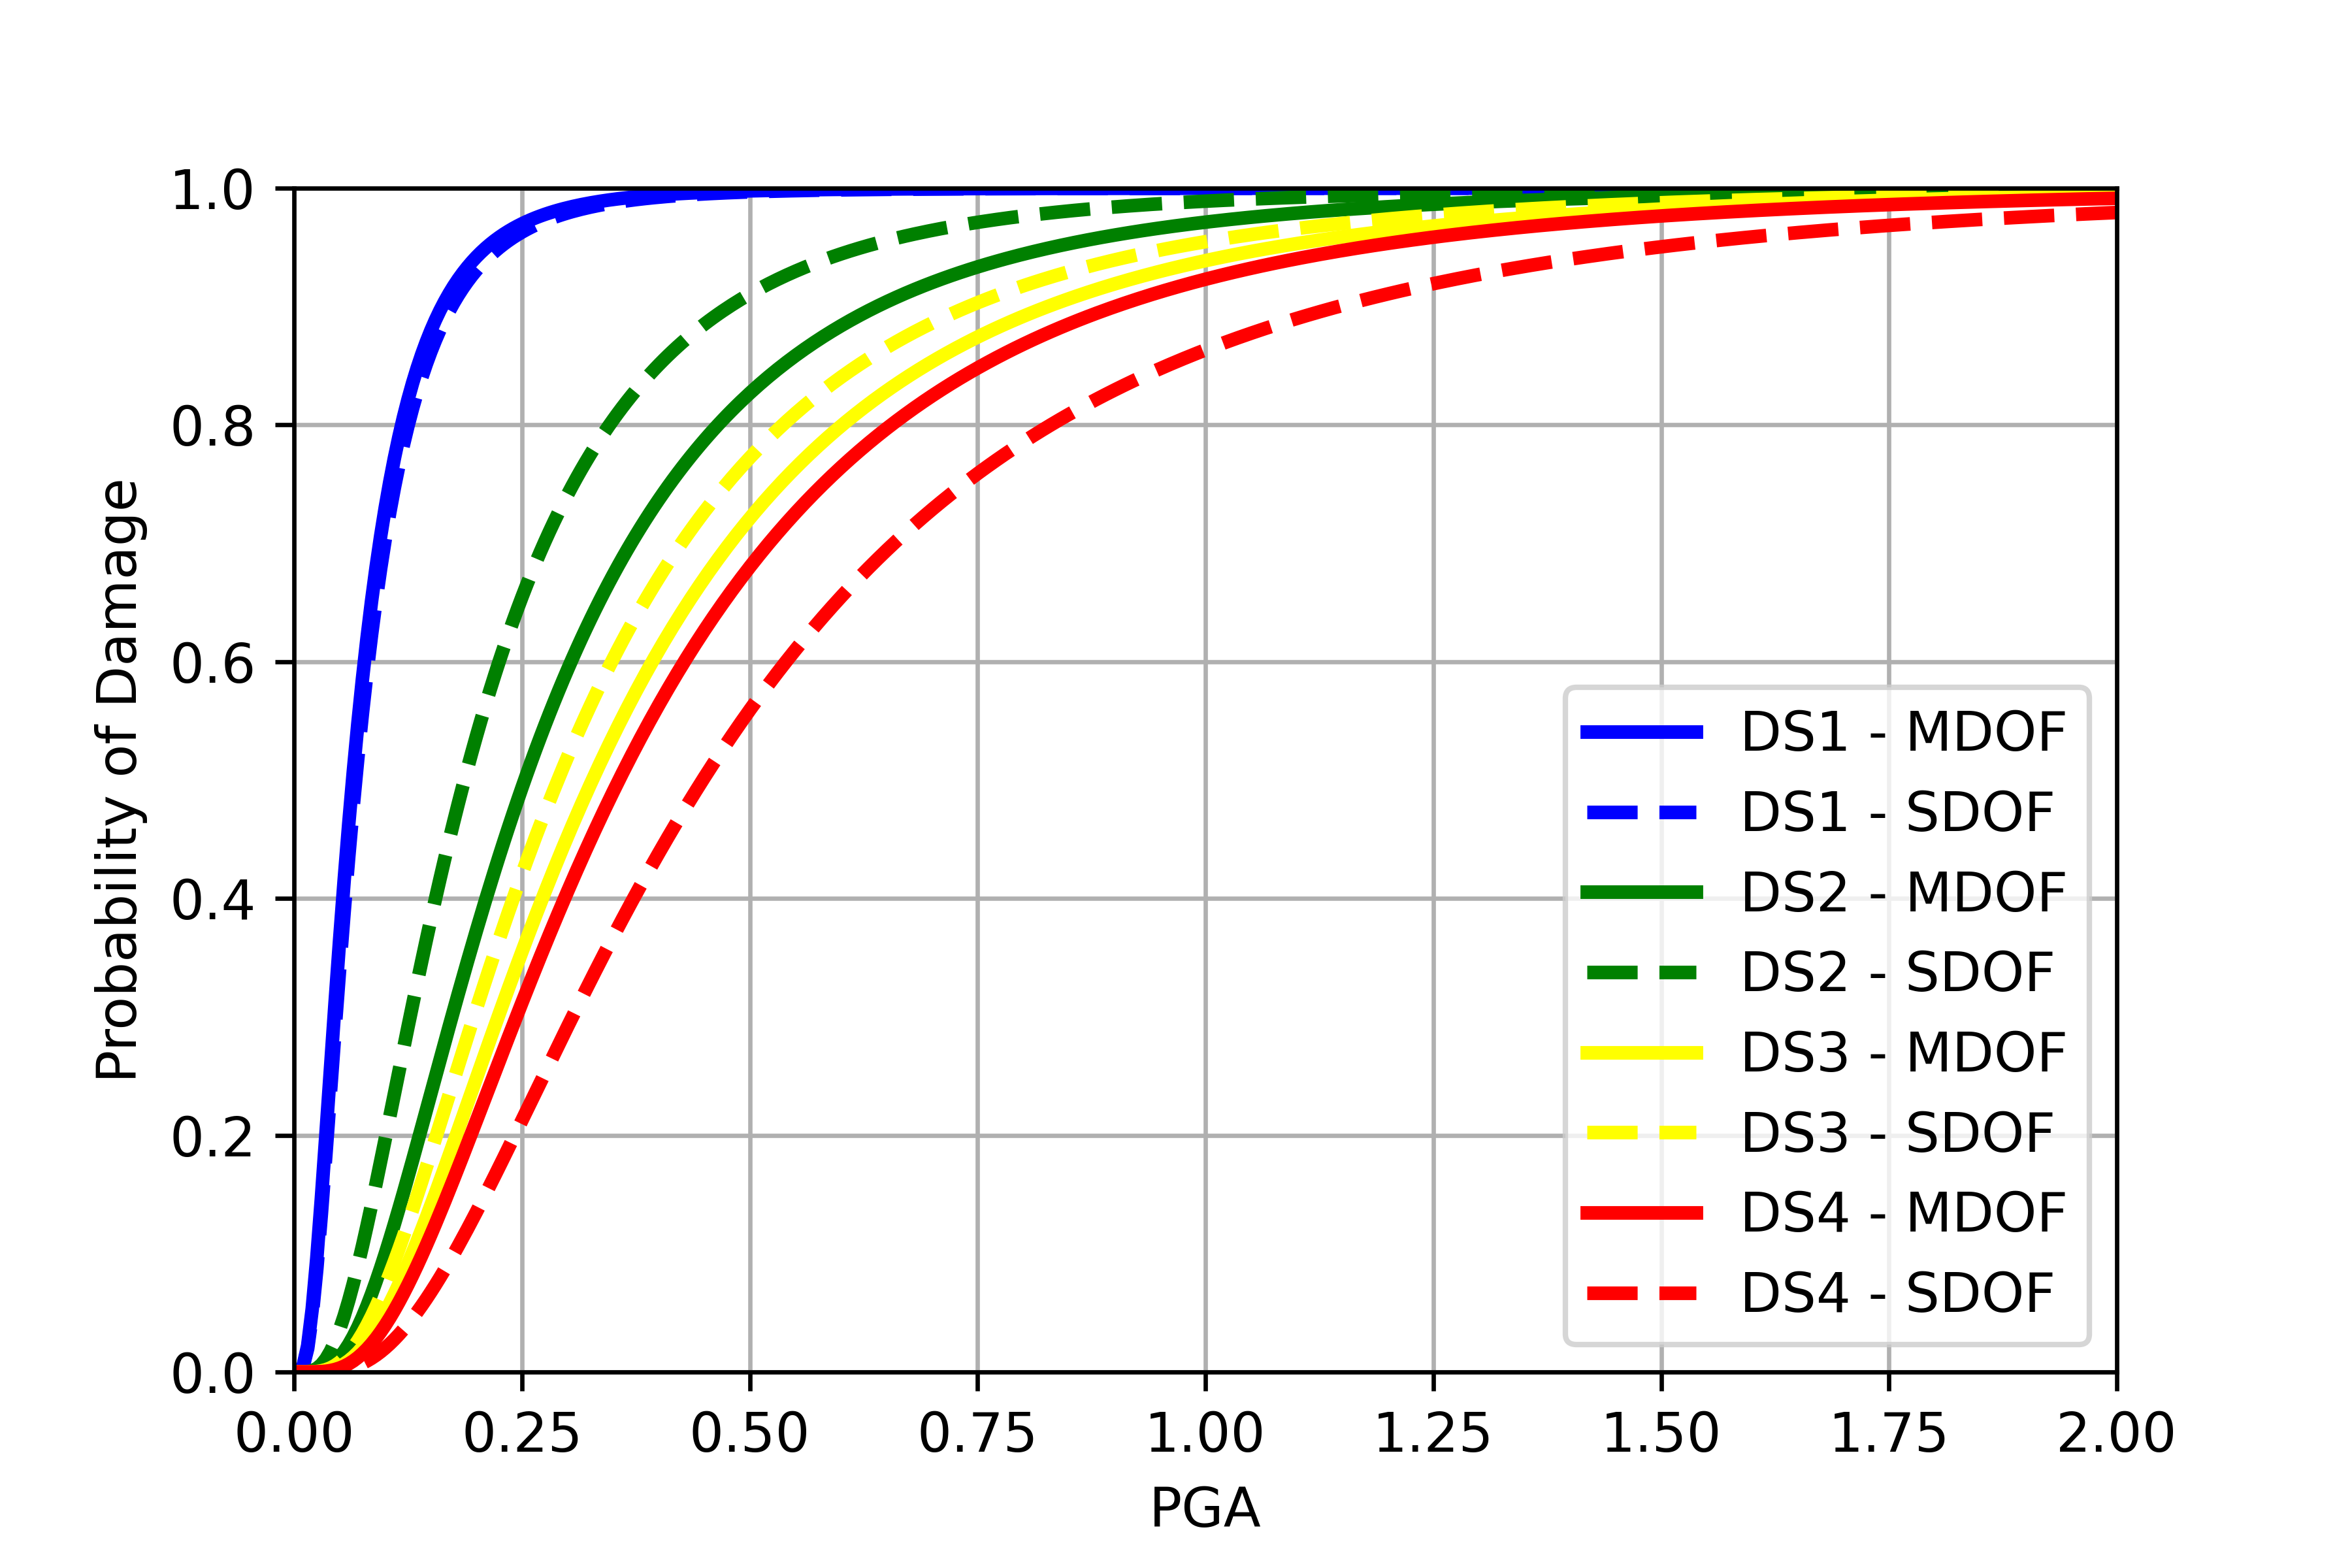 1.0
0.8
0.6
0.4
0.2
0.0
Probability of Damage
0.00 0.25 0.50 0.75 1.00 1.25 1.50 1.75 2.00
PGA
DS1 - MDOF
DS1 - SDOF
DS2 - MDOF
DS2 - SDOF
DS3 - MDOF
DS3 - SDOF
DS4 - MDOF
DS4 - SDOF